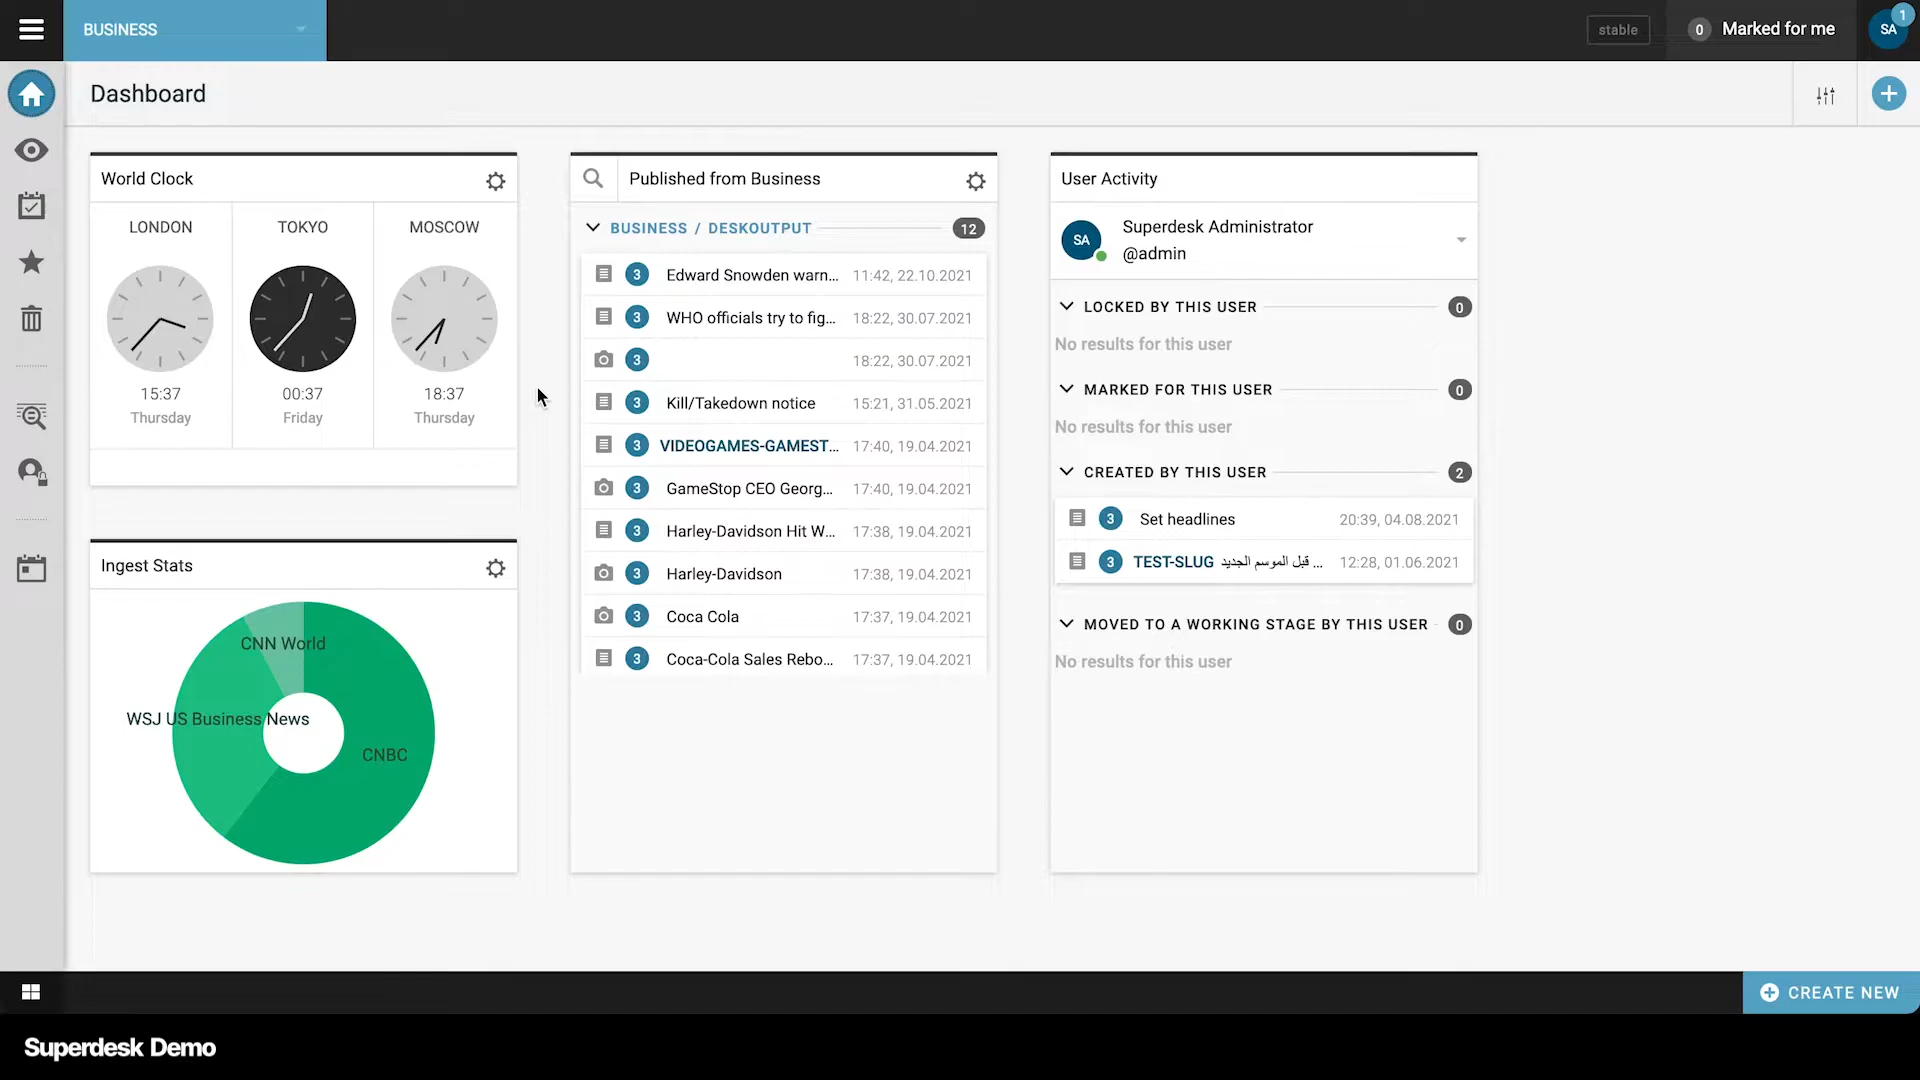 BUSINESS
stable
0 Marked for me
SA
1
Dashboard
World Clock
LONDON
TOKYO
MOSCOW
15:37
00:37
18:37
Thursday
Friday
Thursday
Ingest Stats
CNN World
WSJ US Business News
CNBC
Published from Business
BUSINESS / DESKOUTPUT 12
3 Edward Snowden warn... 11:42, 22.10.2021
3 WHO officials try to fig... 18:22, 30.07.2021
3 18:22, 30.07.2021
3 Kill/Takedown notice 15:21, 31.05.2021
3 VIDEOGAMES-GAMEST... 17:40, 19.04.2021
3 GameStop CEO Georg... 17:40, 19.04.2021
3 Harley-Davidson Hit W... 17:38, 19.04.2021
3 Harley-Davidson 17:38, 19.04.2021
3 Coca Cola 17:37, 19.04.2021
3 Coca-Cola Sales Rebo... 17:37, 19.04.2021
User Activity
SA
Superdesk Administrator
@admin
LOCKED BY THIS USER 0
No results for this user
MARKED FOR THIS USER 0
No results for this user
CREATED BY THIS USER 2
3 Set headlines 20:39, 04.08.2021
3 TEST-SLUG قبل الموسم الجديد ... 12:28, 01.06.2021
MOVED TO A WORKING STAGE BY THIS USER 0
No results for this user
CREATE NEW
Superdesk Demo